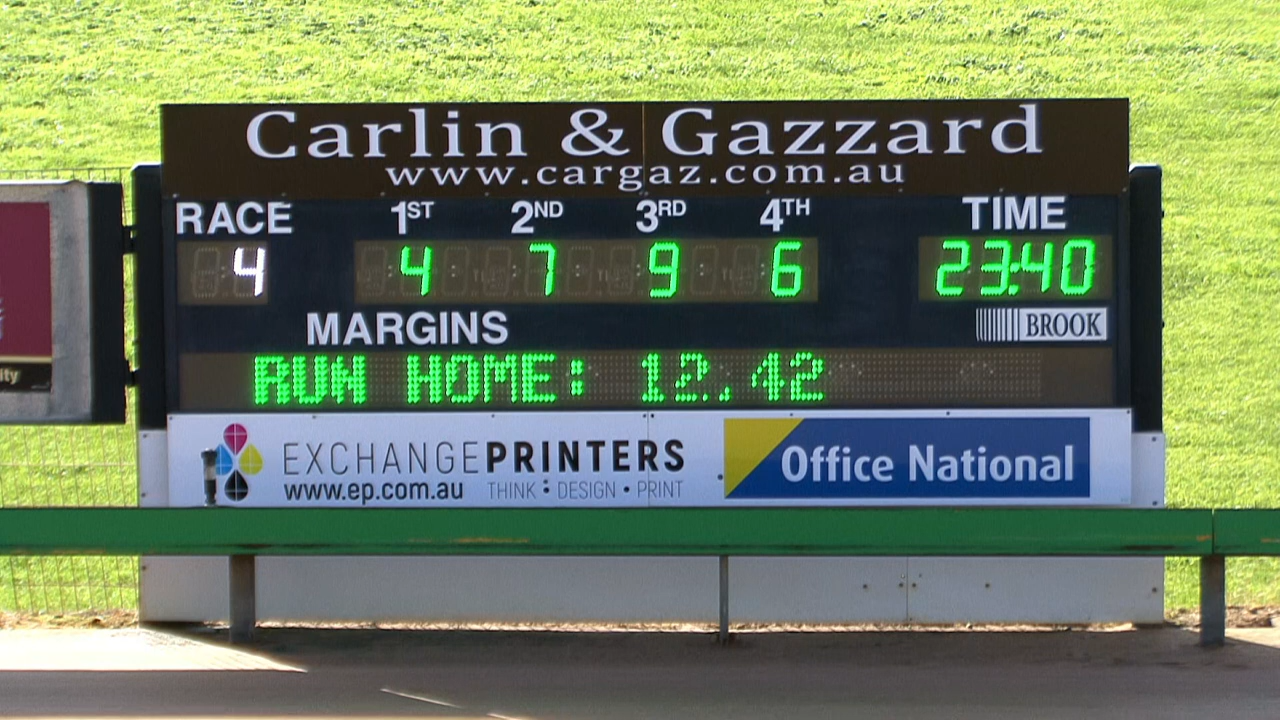 Carlin & Gazzard
www.cargaz.com.au
RACE 1ST 2ND 3RD 4TH TIME
4 4 7 9 6 23:40
MARGINS BROOK
RUN HOME: 12.42
EXCHANGEPRINTERS
www.ep.com.au THINK : DESIGN • PRINT
Office National
ity